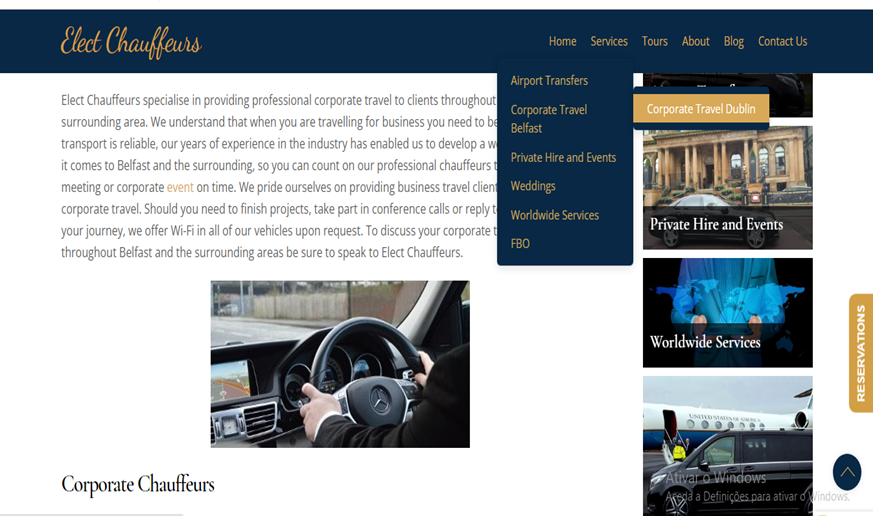 Elect Chauffeurs
Home Services Tours About Blog Contact Us
Airport Transfers
Corporate Travel
Belfast
Private Hire and Events
Weddings
Worldwide Services
FBO
Corporate Travel Dublin
Elect Chauffeurs specialise in providing professional corporate travel to clients throughout
surrounding area. We understand that when you are travelling for business you need to be
transport is reliable, our years of experience in the industry has enabled us to develop a
it comes to Belfast and the surrounding, so you can count on our professional chauffeurs
meeting or corporate event on time. We pride ourselves on providing business travel
corporate travel. Should you need to finish projects, take part in conference calls or reply
your journey, we offer Wi-Fi in all of our vehicles upon request. To discuss your corporate
throughout Belfast and the surrounding areas be sure to speak to Elect Chauffeurs.
Corporate Chauffeurs
Private Hire and Events
Worldwide Services
UNITED STATES OF AMERICA
RESERVATIONS
Ativar o Windows
Aceda a Definições para ativar o Windows.